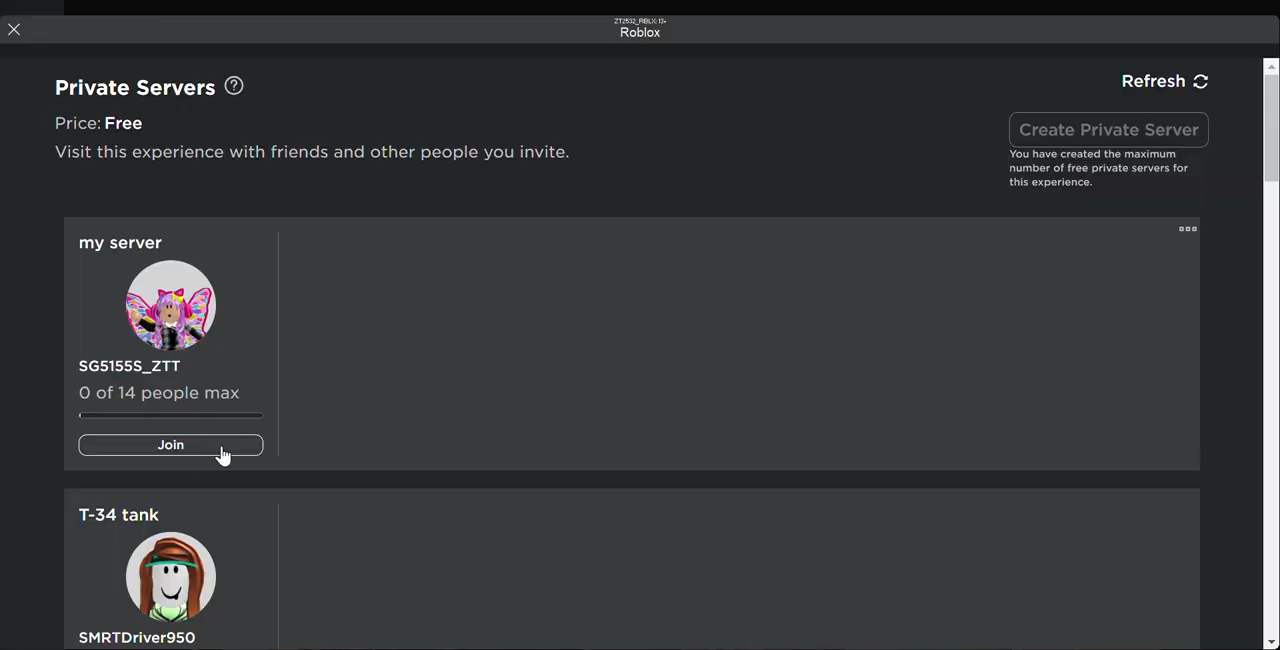 ZT2532_RBLX: 13+
Roblox
Private Servers
Refresh
Price: Free
Create Private Server
Visit this experience with friends and other people you invite.
You have created the maximum
number of free private servers for
this experience.
my server
SG5155S_ZTT
0 of 14 people max
Join
T-34 tank
SMRTDriver950